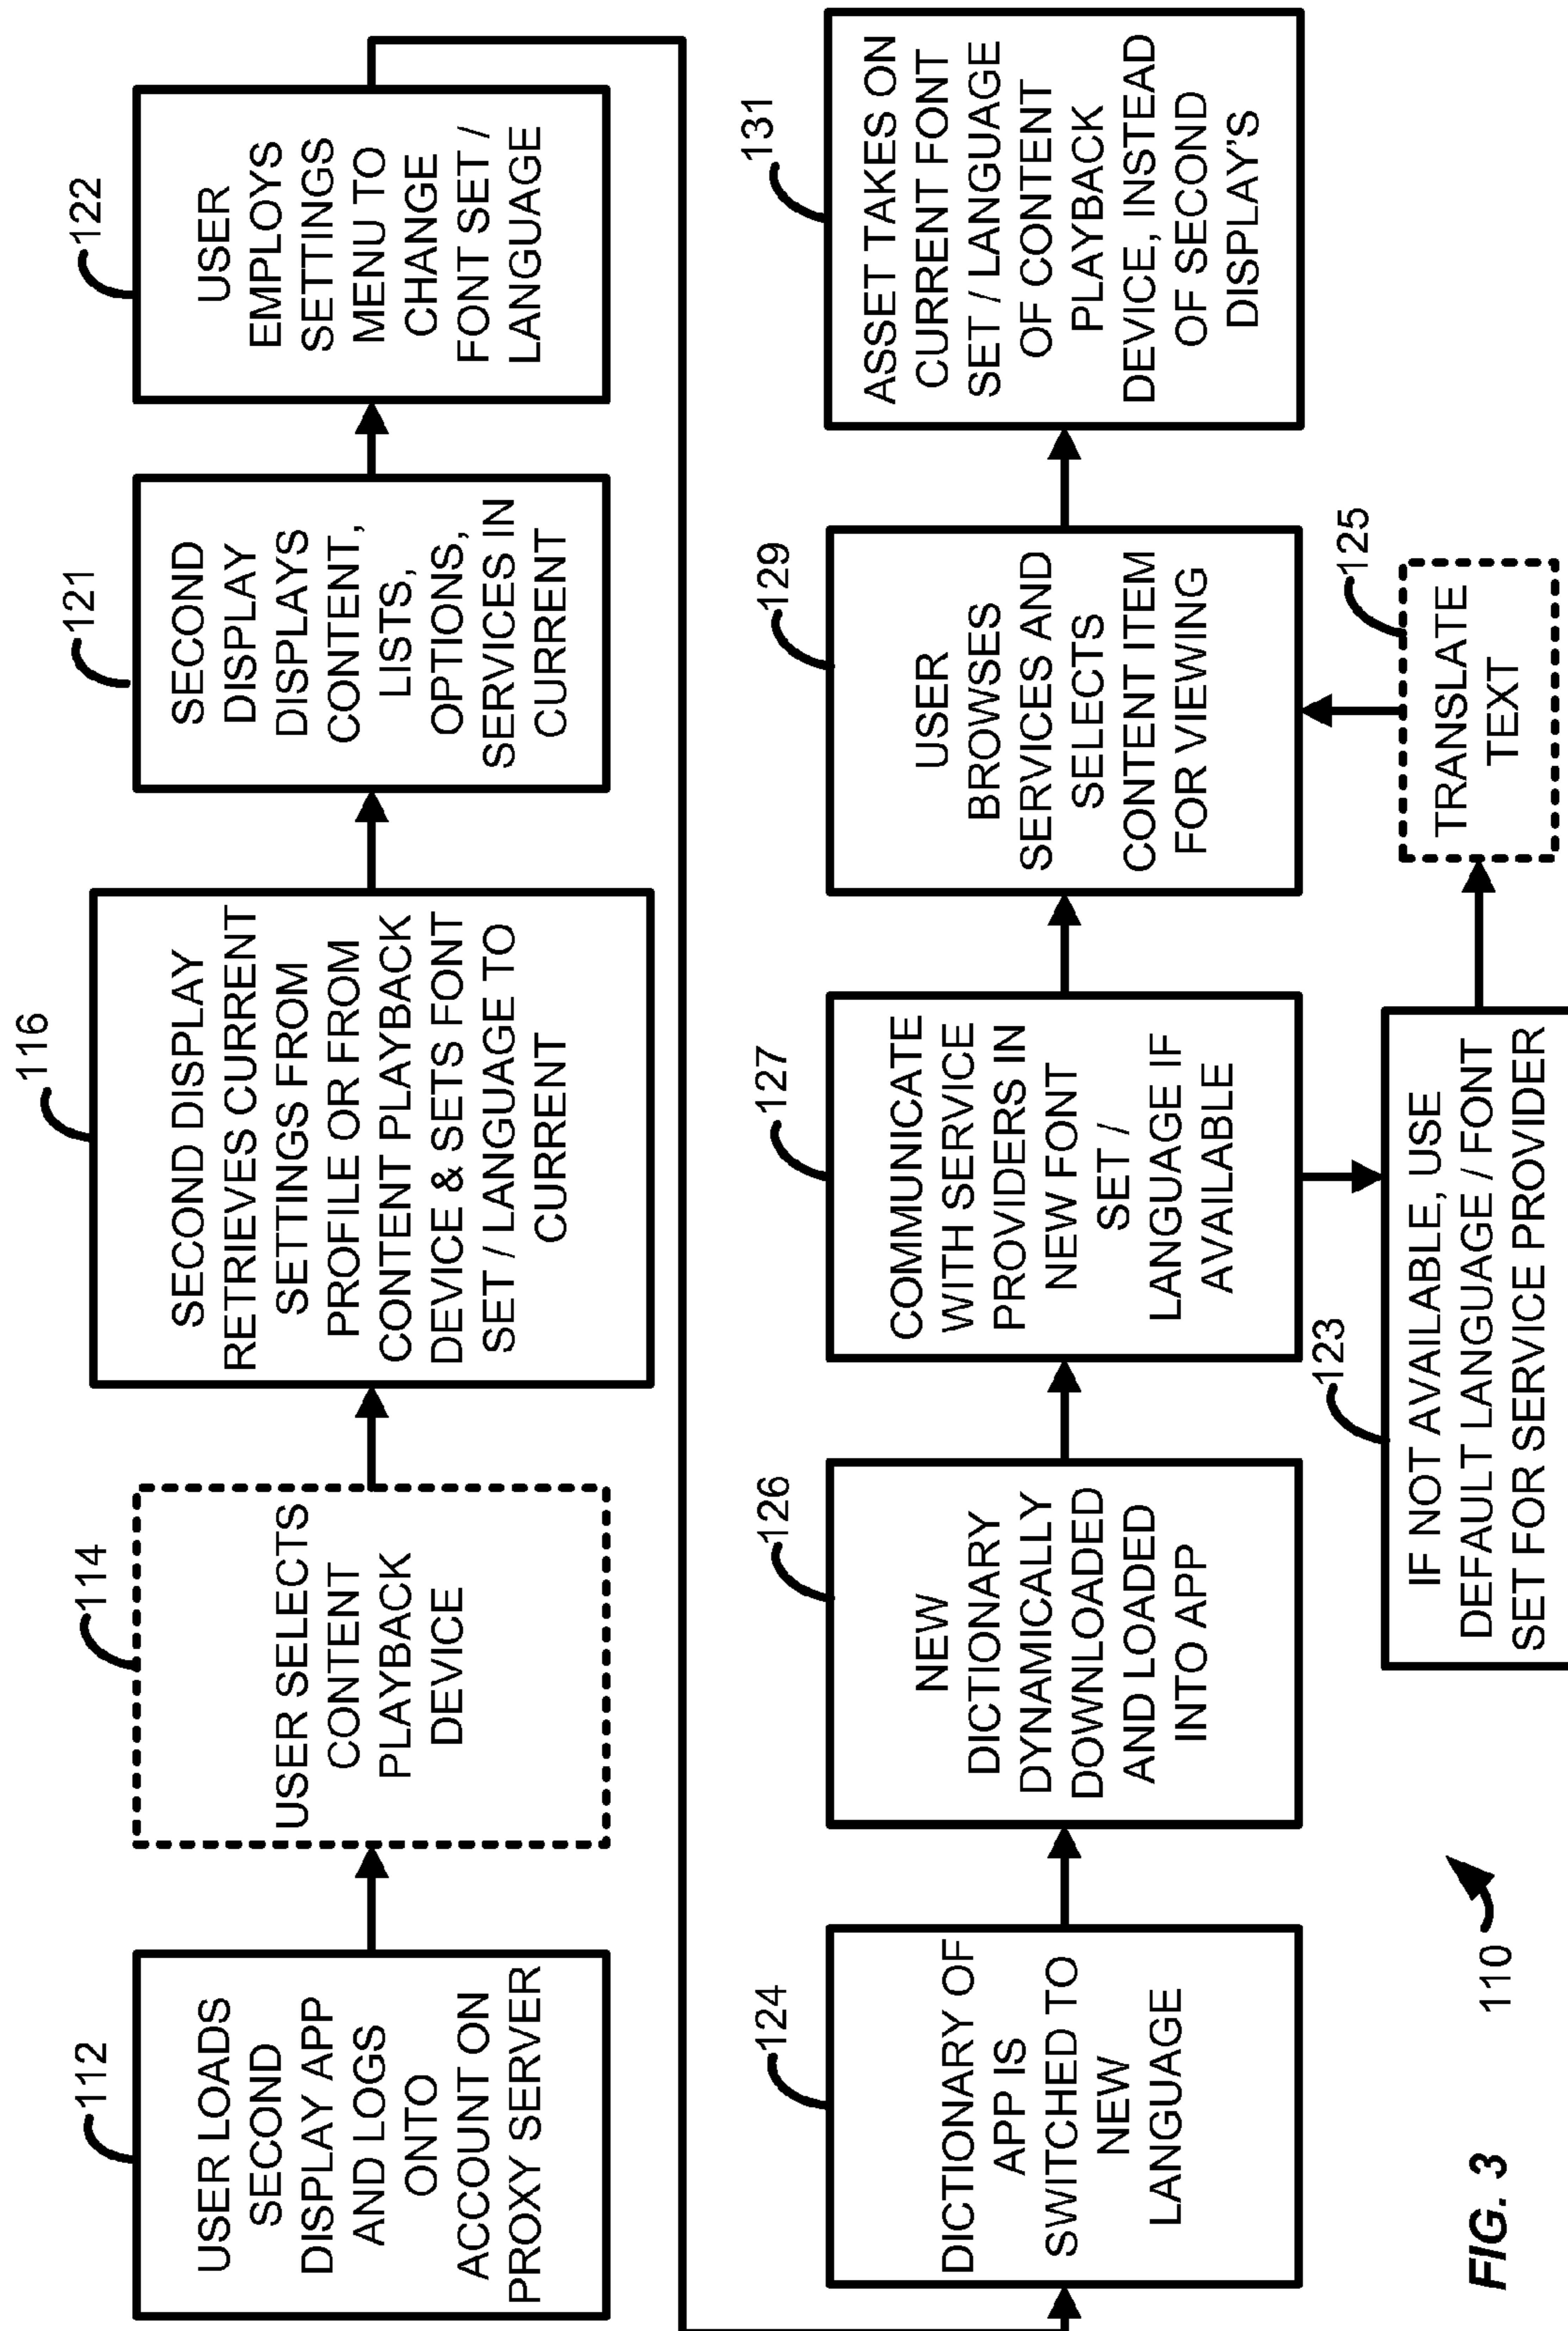 112
USER LOADS
SECOND
DISPLAY APP
AND LOGS
ONTO
ACCOUNT ON
PROXY SERVER
114
USER SELECTS
CONTENT
PLAYBACK
DEVICE
116
SECOND DISPLAY
RETRIEVES CURRENT
SETTINGS FROM
PROFILE OR FROM
CONTENT PLAYBACK
DEVICE & SETS FONT
SET / LANGUAGE TO
CURRENT
121
SECOND
DISPLAY
DISPLAYS
CONTENT,
LISTS,
OPTIONS,
SERVICES IN
CURRENT
122
USER
EMPLOYS
SETTINGS
MENU TO
CHANGE
FONT SET /
LANGUAGE
124
DICTIONARY OF
APP IS
SWITCHED TO
NEW
LANGUAGE
126
NEW
DICTIONARY
DYNAMICALLY
DOWNLOADED
AND LOADED
INTO APP
127
COMMUNICATE
WITH SERVICE
PROVIDERS IN
NEW FONT
SET /
LANGUAGE IF
AVAILABLE
129
USER
BROWSES
SERVICES AND
SELECTS
CONTENT ITEM
FOR VIEWING
131
ASSET TAKES ON
CURRENT FONT
SET / LANGUAGE
OF CONTENT
PLAYBACK
DEVICE, INSTEAD
OF SECOND
DISPLAY'S
123
IF NOT AVAILABLE, USE
DEFAULT LANGUAGE / FONT
SET FOR SERVICE PROVIDER
125
TRANSLATE
TEXT
110
FIG. 3